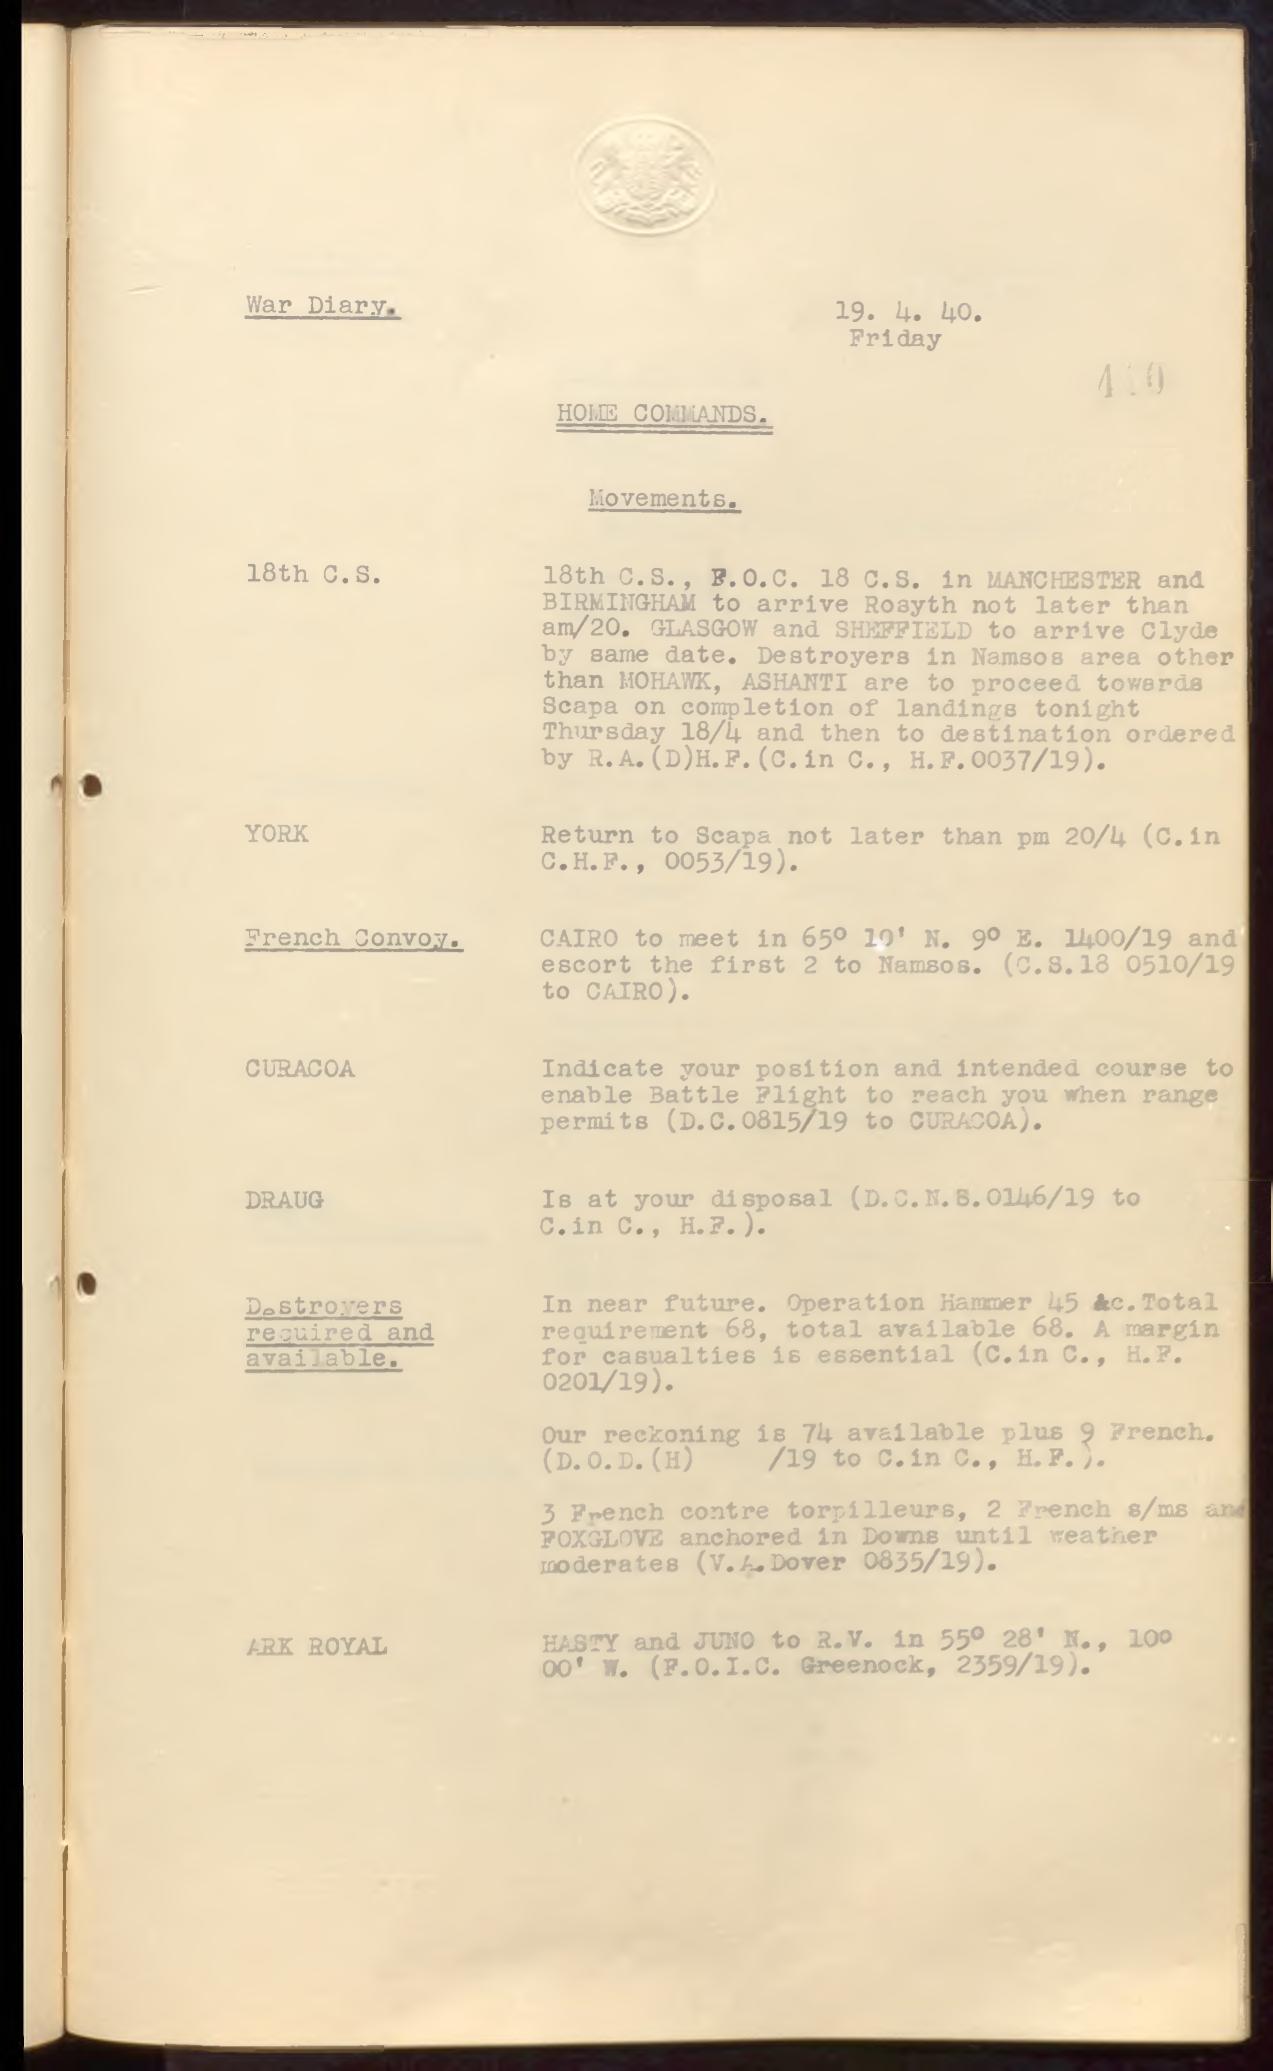 War Diary.
19. 4. 40.
Friday
HOME COMMANDS.
Movements.
18th C.S.
18th C.S., F.O.C. 18 C.S. in MANCHESTER and
BIRMINGHAM to arrive Rosyth not later than
am/20. GLASGOW and SHEFFIELD to arrive Clyde
by same date. Destroyers in Namsos area other
than MOHAWK, ASHANTI are to proceed towards
Scapa on completion of landings tonight
Thursday 18/4 and then to destination ordered
by R.A.(D)H.F.(C.in C., H.F.0037/19).
YORK
Return to Scapa not later than pm 20/4 (C.in
C.H.F., 0053/19).
French Convoy.
CAIRO to meet in 65° 10' N. 9° E. 1400/19 and
escort the first 2 to Namsos. (C.S.18 0510/19
to CAIRO).
CURACOA
Indicate your position and intended course to
enable Battle Flight to reach you when range
permits (D.C.0815/19 to CURACOA).
DRAUG
Is at your disposal (D.C.N.S.0146/19 to
C.in C., H.F.).
Destroyers
required and
available.
In near future. Operation Hammer 45 &c.Total
requirement 68, total available 68. A margin
for casualties is essential (C.in C., H.F.
0201/19).
Our reckoning is 74 available plus 9 French.
(D.O.D.(H)     /19 to C.in C., H.F.).
3 French contre torpilleurs, 2 French s/ms and
FOXGLOVE anchored in Downs until weather
moderates (V.A.Dover 0835/19).
ARK ROYAL
HASTY and JUNO to R.V. in 55° 28' N., 10°
00' W. (F.O.I.C. Greenock, 2359/19).